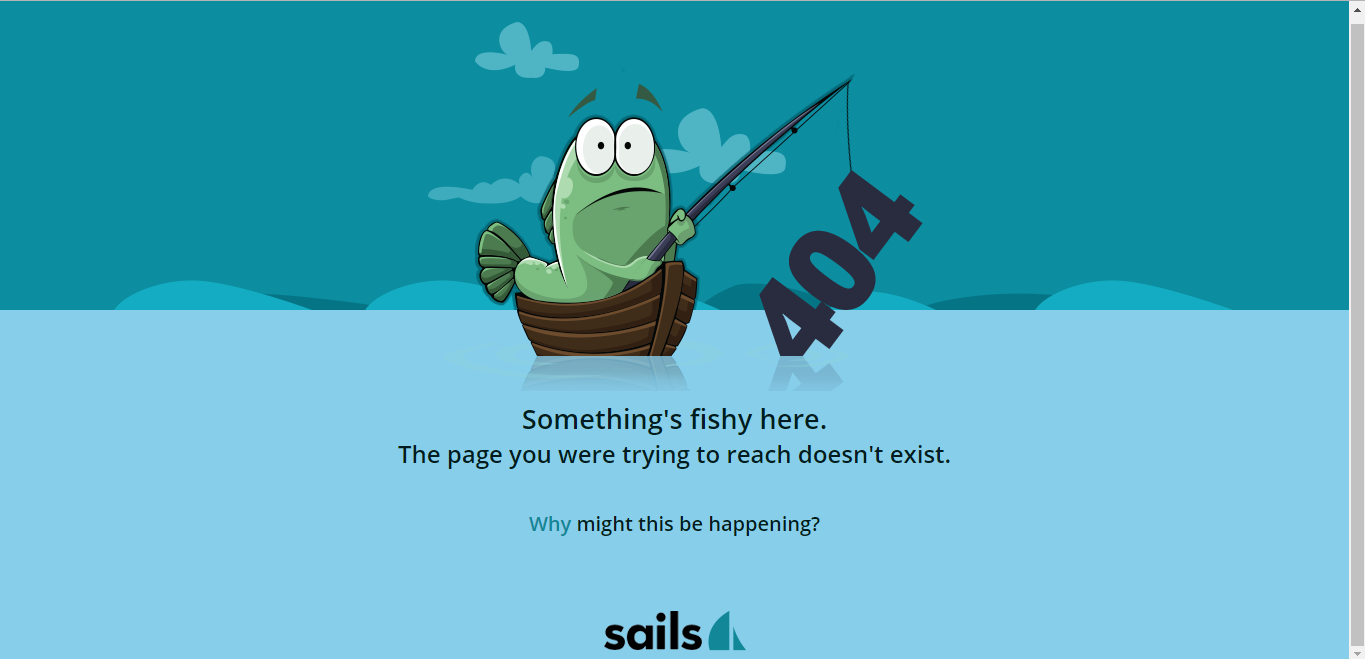 404
Something's fishy here.
The page you were trying to reach doesn't exist.
Why might this be happening?
sails